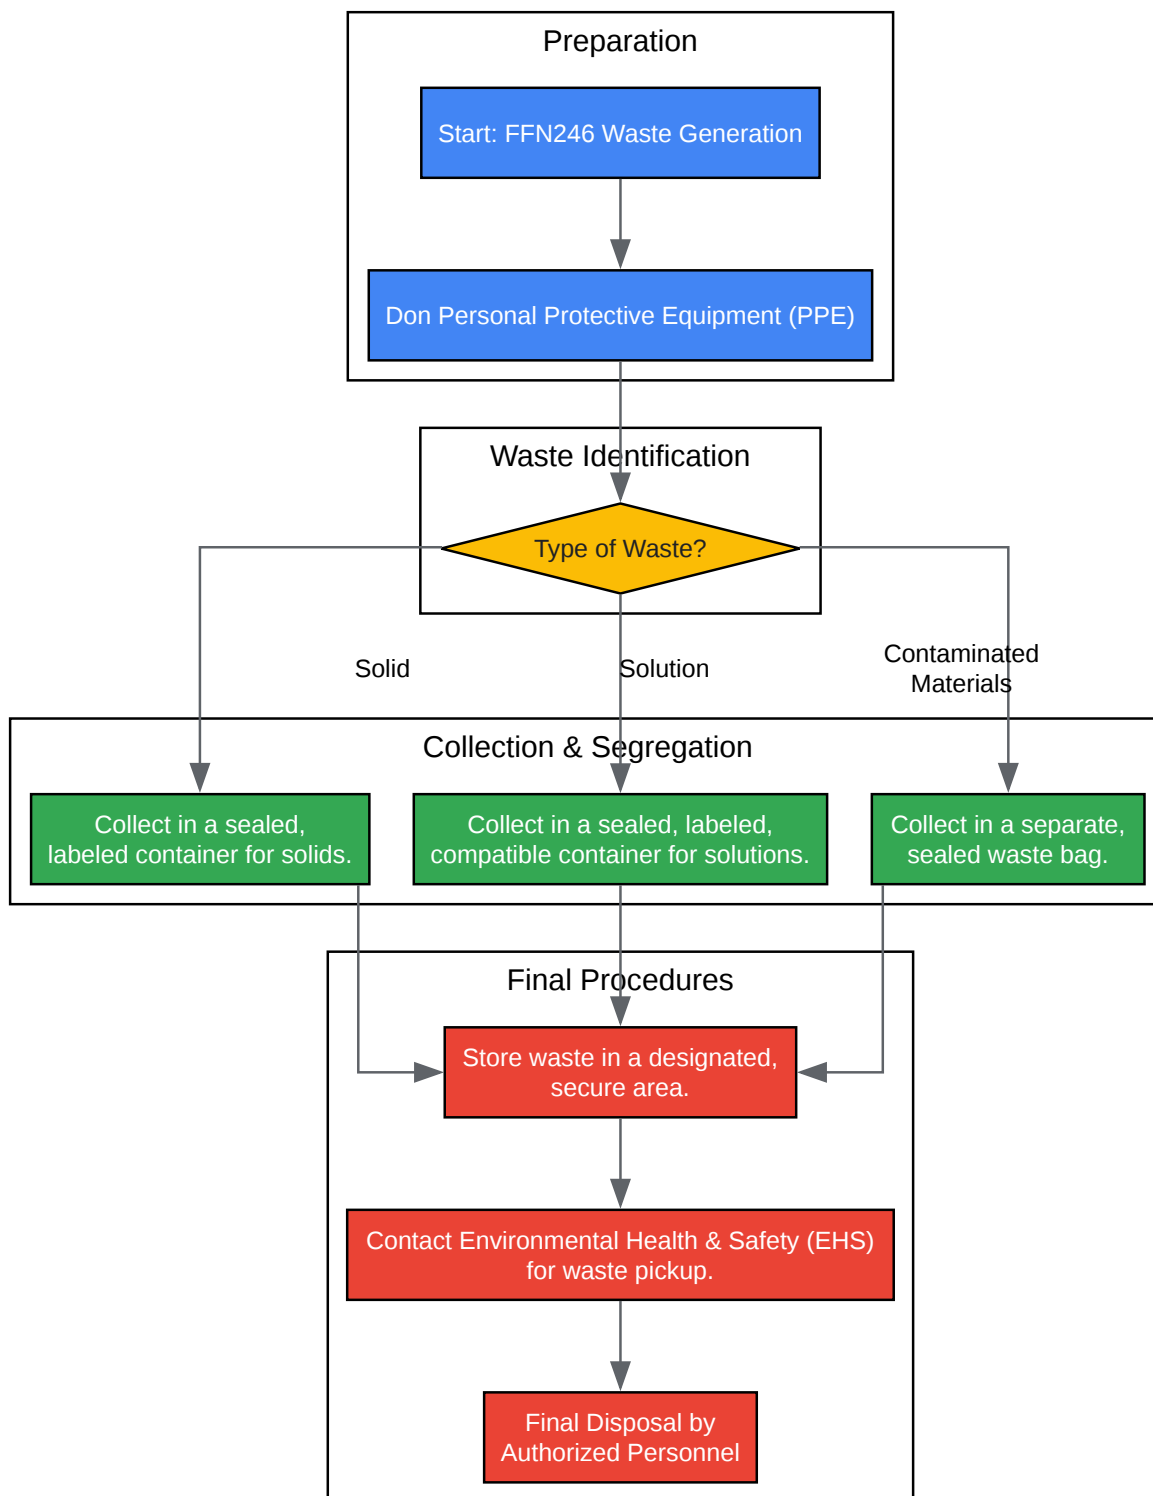 Preparation
Start: FFN246 Waste Generation
Don Personal Protective Equipment (PPE)
Waste Identification
Type of Waste?
Solid
Solution
Contaminated
Materials
Collection & Segregation
Collect in a sealed,
labeled container for solids.
Collect in a sealed, labeled,
compatible container for solutions.
Collect in a separate,
sealed waste bag.
Final Procedures
Store waste in a designated,
secure area.
Contact Environmental Health & Safety (EHS)
for waste pickup.
Final Disposal by
Authorized Personnel